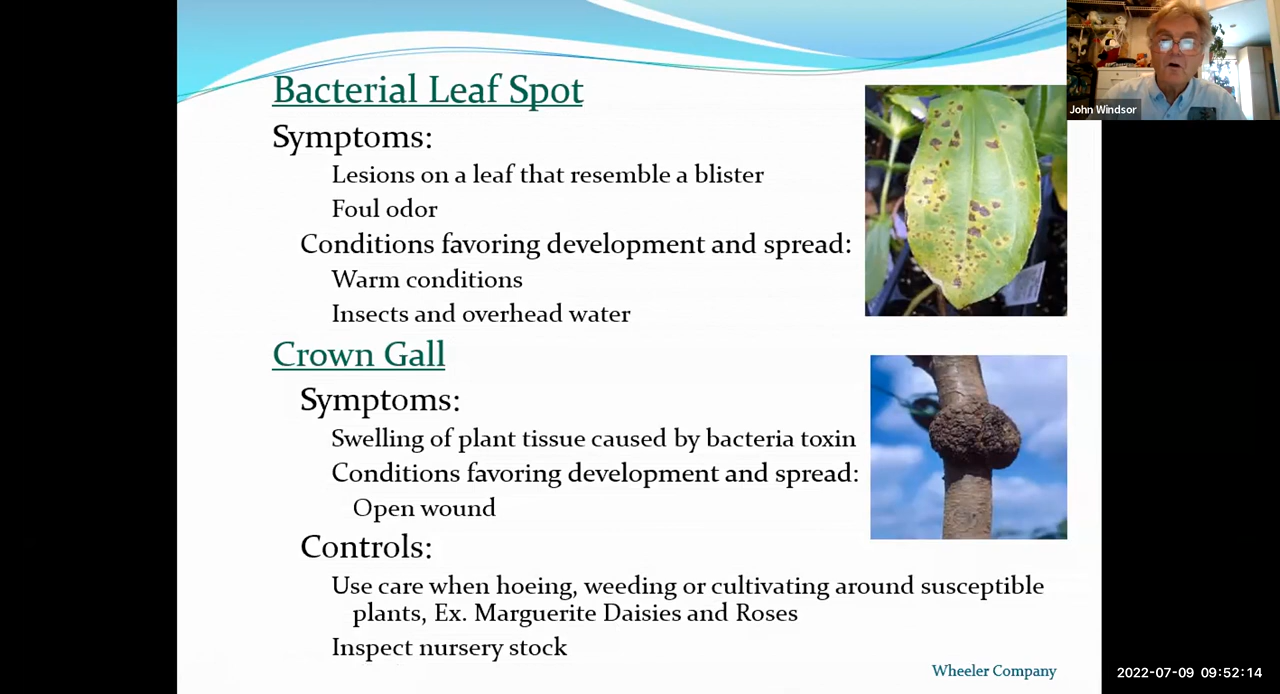 Bacterial Leaf Spot
Symptoms:
Lesions on a leaf that resemble a blister
Foul odor
Conditions favoring development and spread:
Warm conditions
Insects and overhead water
Crown Gall
Symptoms:
Swelling of plant tissue caused by bacteria toxin
Conditions favoring development and spread:
Open wound
Controls:
Use care when hoeing, weeding or cultivating around susceptible
plants, Ex. Marguerite Daisies and Roses
Inspect nursery stock
Wheeler Company
John Windsor
2022-07-09 09:52:14